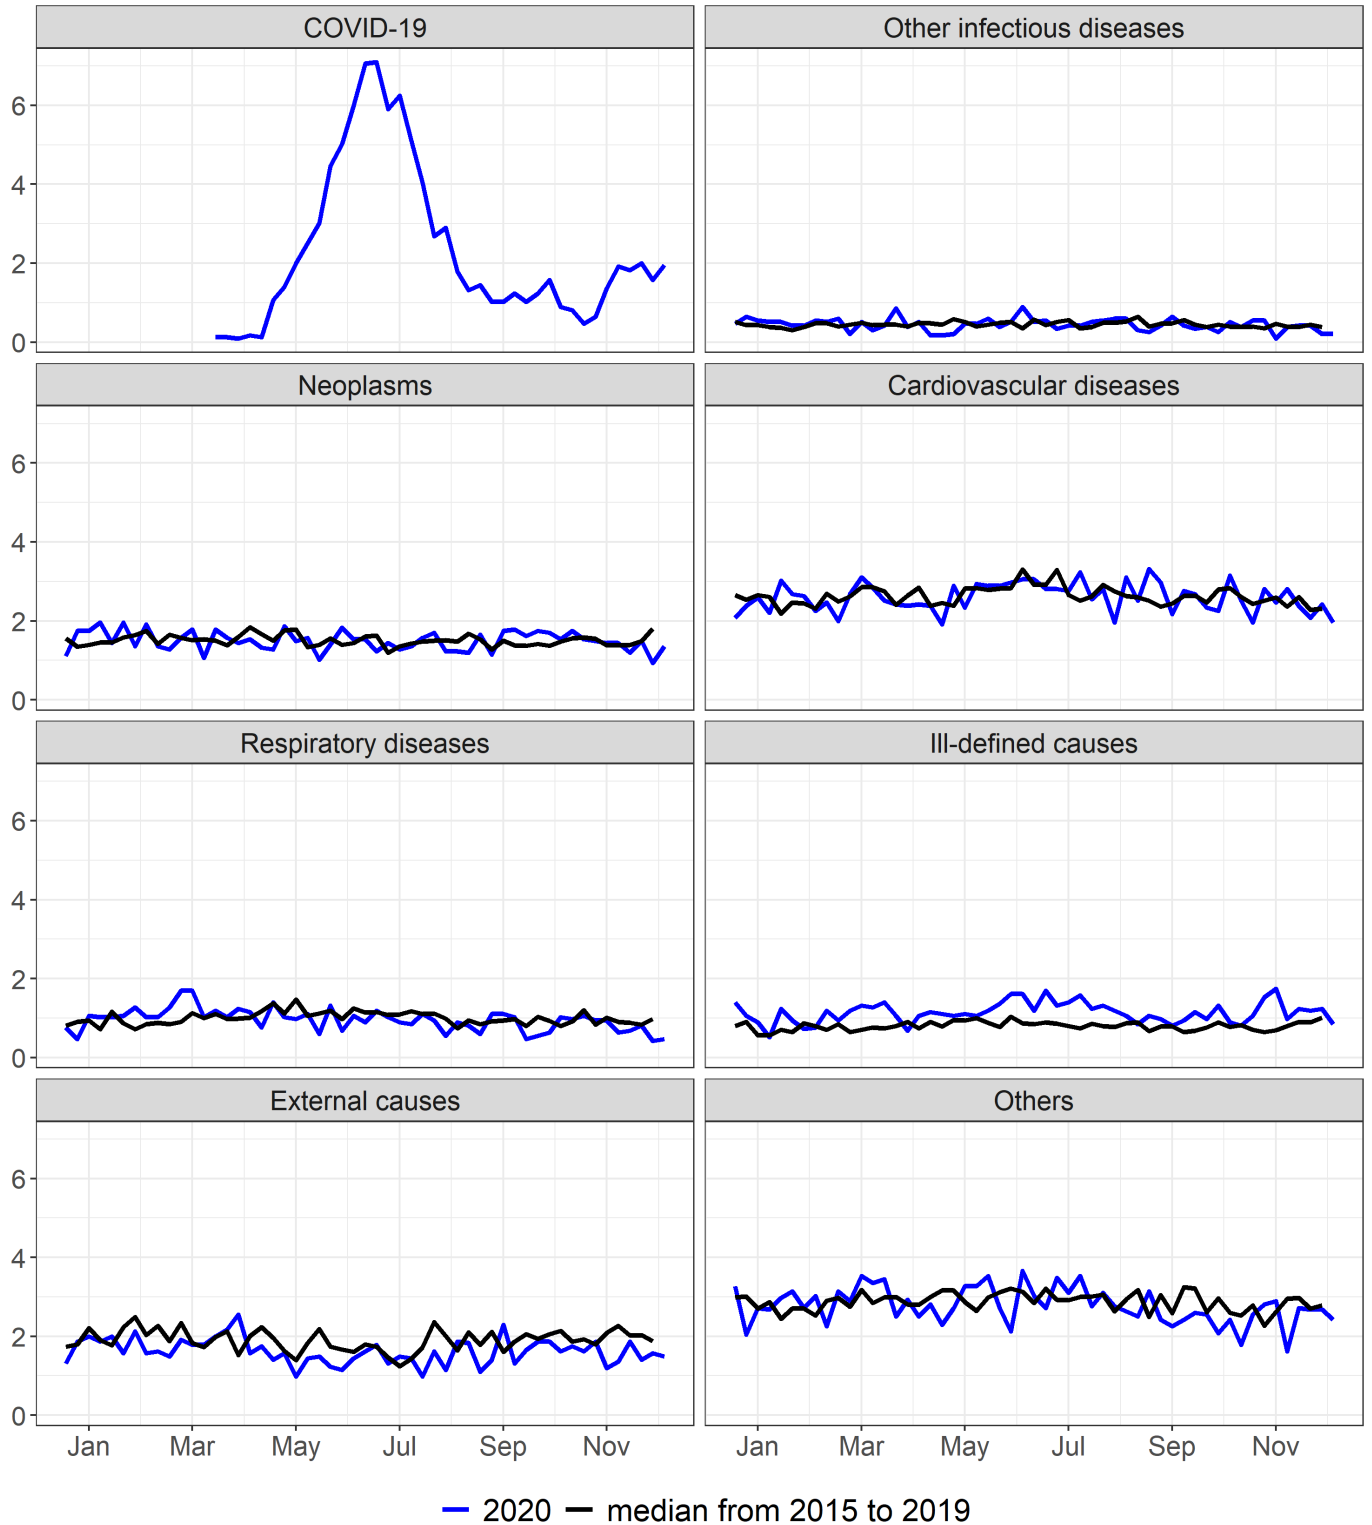 COVID-19
Other infectious diseases
6
4
2
0
Neoplasms
Cardiovascular diseases
6
4
2
0
Respiratory diseases
Ill-defined causes
6
4
2
0
External causes
Others
6
4
2
0
Jan Mar May Jul Sep Nov
Jan Mar May Jul Sep Nov
2020 median from 2015 to 2019